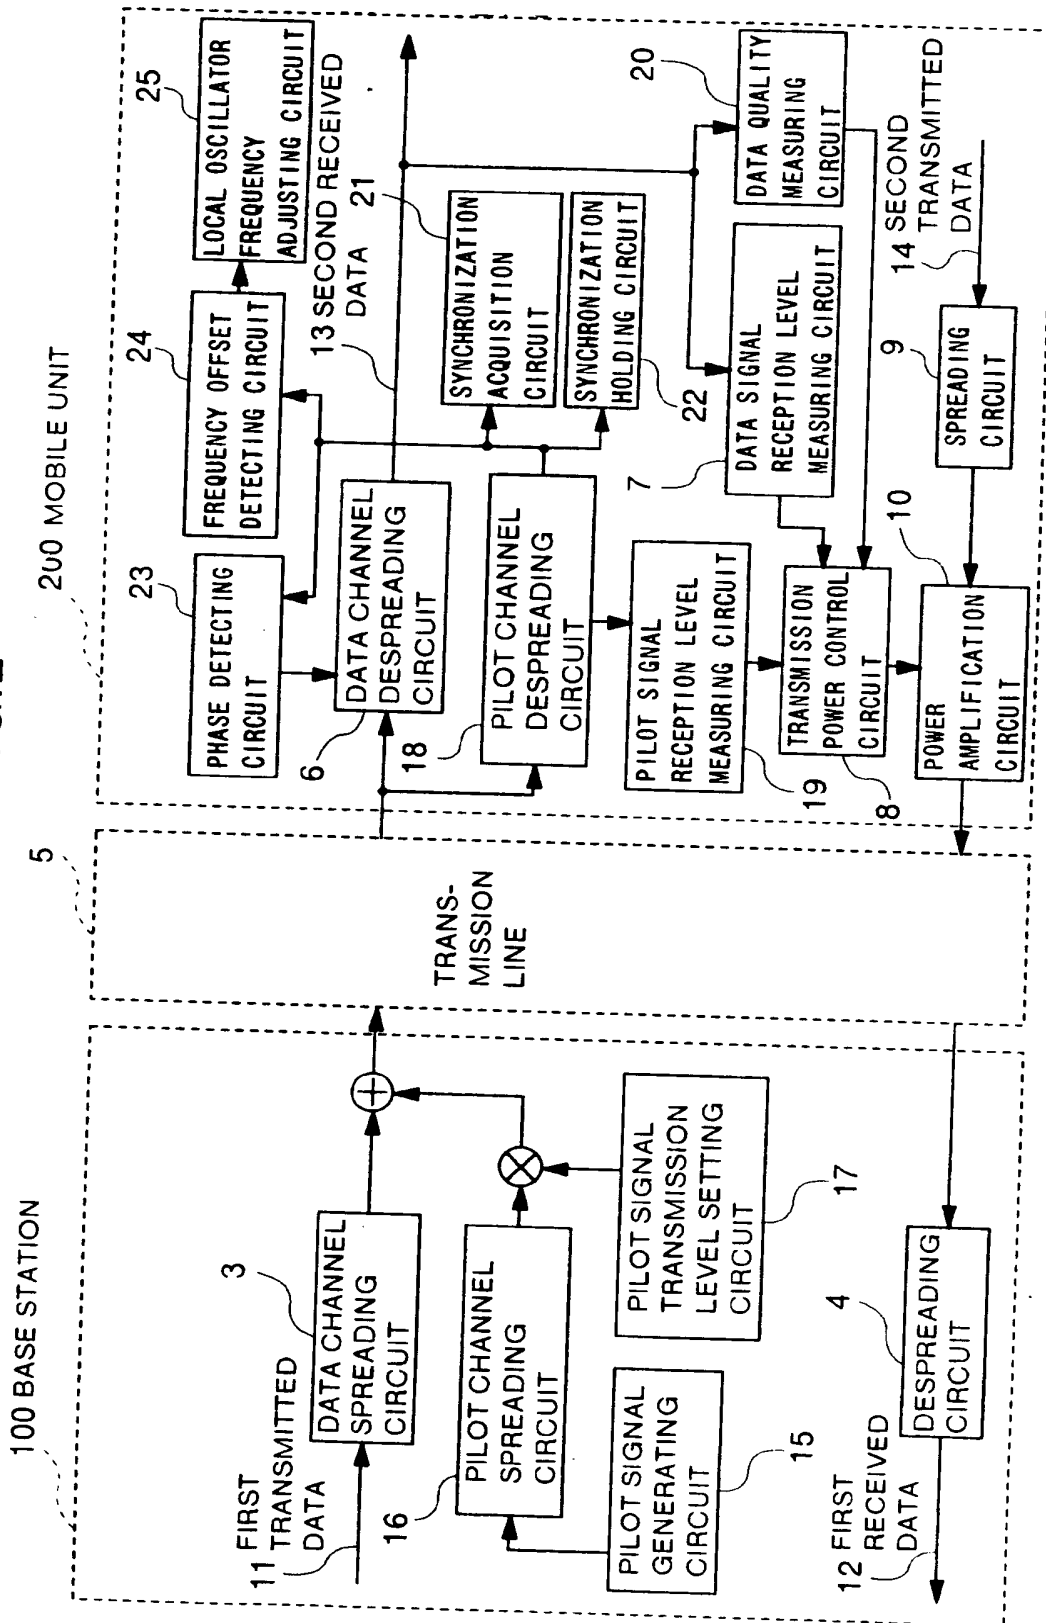 100 BASE STATION
FIRST
TRANSMITTED
DATA
11
3
DATA CHANNEL
SPREADING
CIRCUIT
16
PILOT CHANNEL
SPREADING
CIRCUIT
PILOT SIGNAL
GENERATING
CIRCUIT
15
PILOT SIGNAL
TRANSMISSION
LEVEL SETTING
CIRCUIT
17
4
DESPREADING
CIRCUIT
12 FIRST
RECEIVED
DATA
5
TRANS-
MISSION
LINE
200 MOBILE UNIT
23
PHASE DETECTING
CIRCUIT
24
FREQUENCY OFFSET
DETECTING CIRCUIT
25
LOCAL OSCILLATOR
FREQUENCY
ADJUSTING CIRCUIT
6
DATA CHANNEL
DESPREADING
CIRCUIT
13 SECOND RECEIVED
DATA
18
PILOT CHANNEL
DESPREADING
CIRCUIT
21
SYNCHRONIZATION
ACQUISITION
CIRCUIT
SYNCHRONIZATION
HOLDING CIRCUIT
22
PILOT SIGNAL
RECEPTION LEVEL
MEASURING CIRCUIT
19
7
DATA SIGNAL
RECEPTION LEVEL
MEASURING CIRCUIT
20
DATA QUALITY
MEASURING
CIRCUIT
TRANSMISSION
POWER CONTROL
CIRCUIT
8
10
POWER
AMPLIFICATION
CIRCUIT
9
SPREADING
CIRCUIT
14 SECOND
TRANSMITTED
DATA